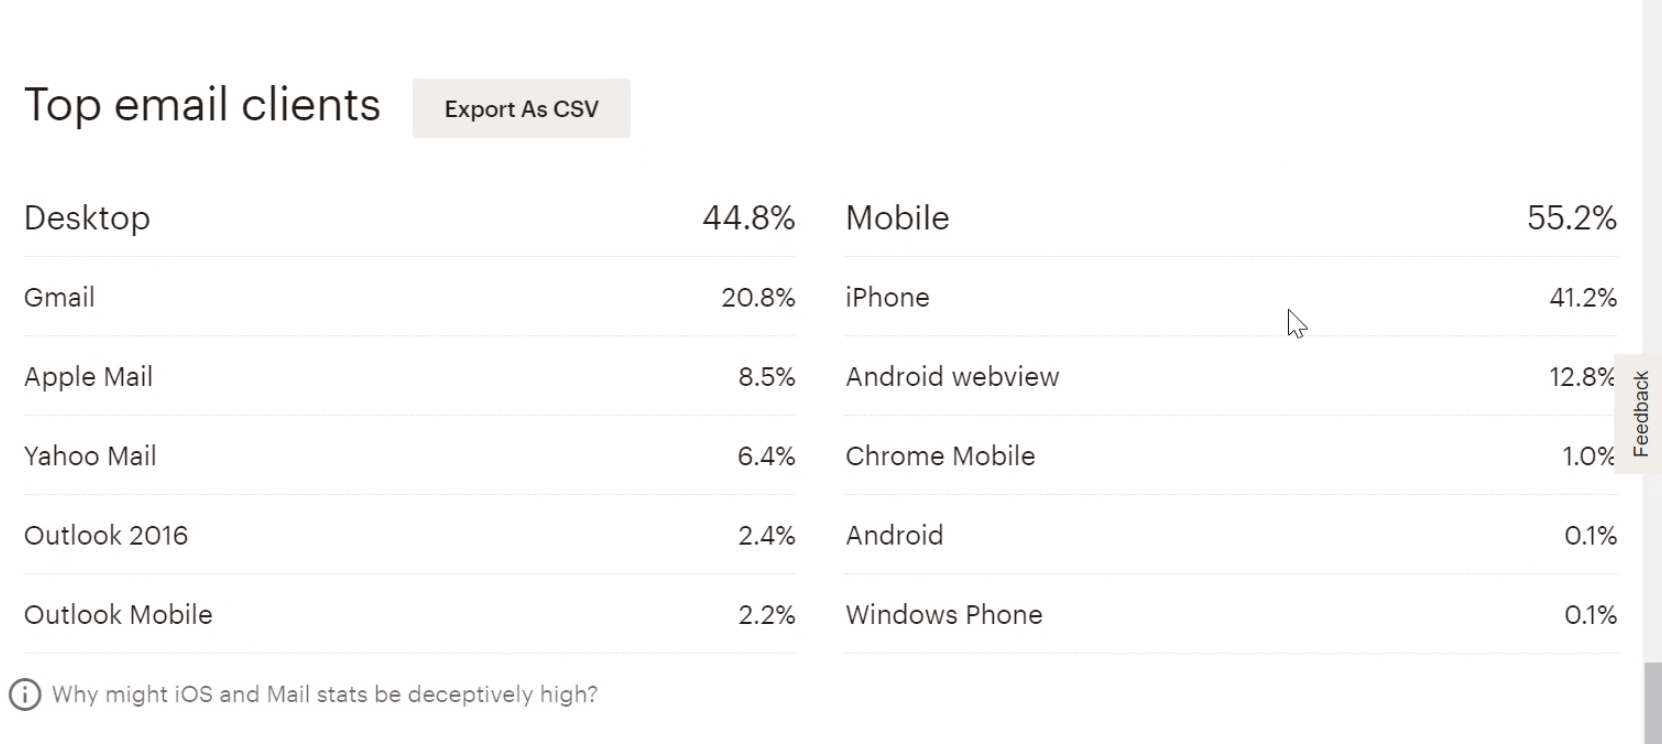 Top email clients
Export As CSV
Desktop 44.8%
Gmail 20.8%
Apple Mail 8.5%
Yahoo Mail 6.4%
Outlook 2016 2.4%
Outlook Mobile 2.2%
Mobile 55.2%
iPhone 41.2%
Android webview 12.8%
Chrome Mobile 1.0%
Android 0.1%
Windows Phone 0.1%
Why might iOS and Mail stats be deceptively high?
Feedback